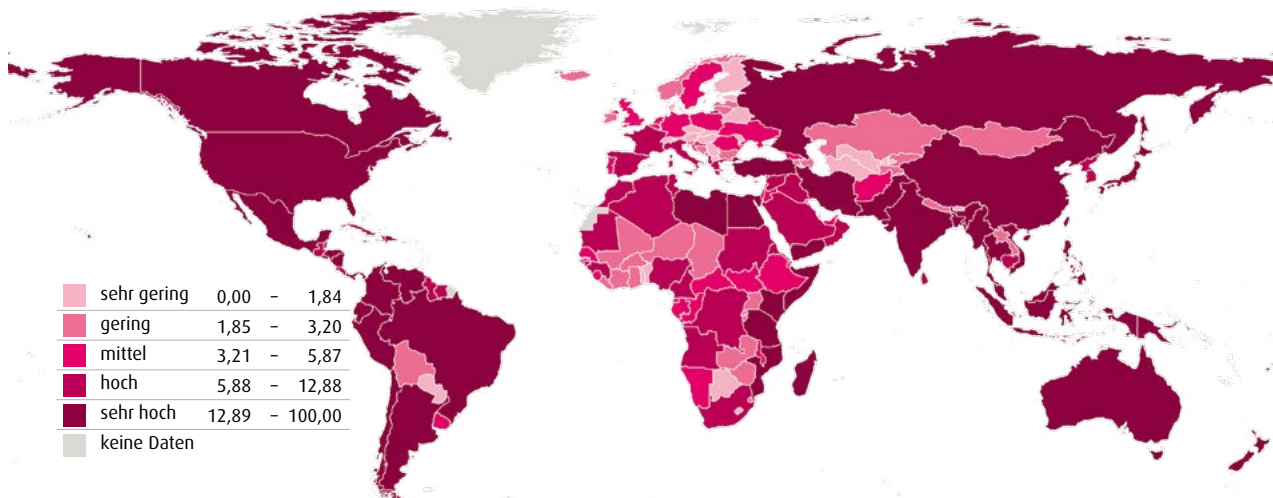 sehr gering 0,00 – 1,84
gering 1,85 – 3,20
mittel 3,21 – 5,87
hoch 5,88 – 12,88
sehr hoch 12,89 – 100,00
keine Daten